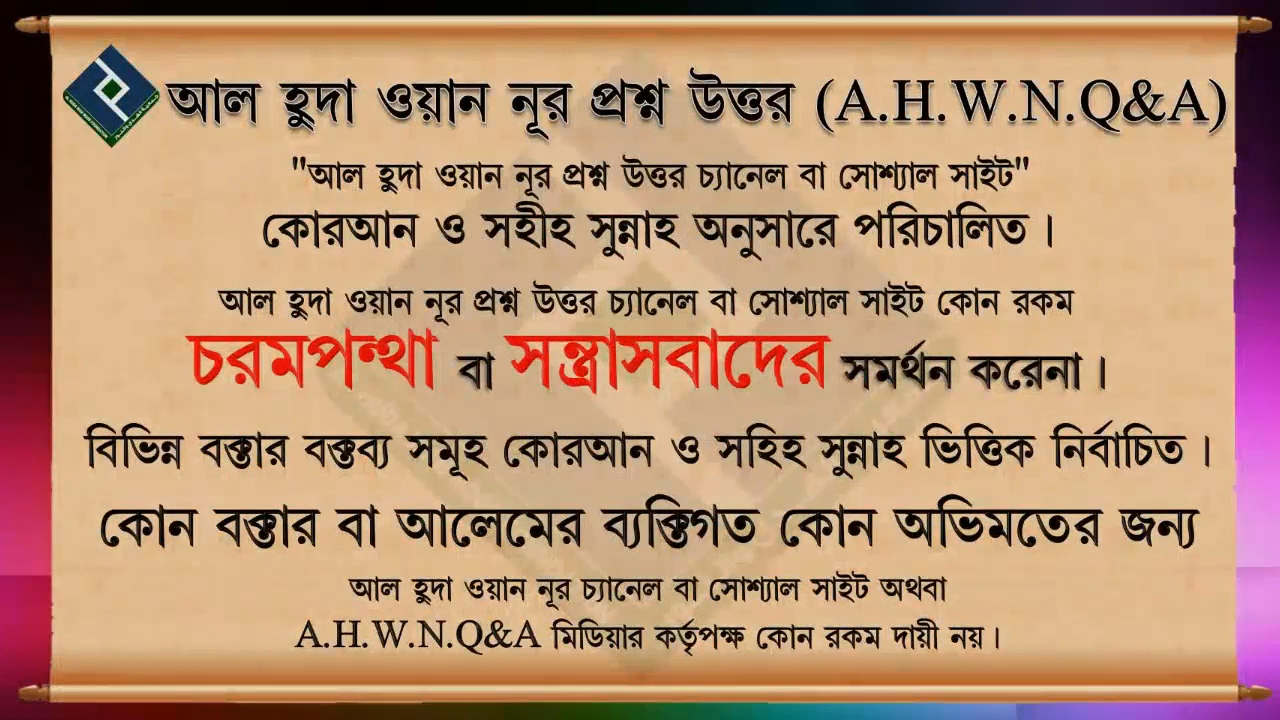 আল হুদা ওয়ান নূর প্রশ্ন উত্তর (A.H.W.N.Q&A)
"আল হুদা ওয়ান নূর প্রশ্ন উত্তর চ্যানেল বা সোশ্যাল সাইট"
কোরআন ও সহীহ সুন্নাহ অনুসারে পরিচালিত।
আল হুদা ওয়ান নূর প্রশ্ন উত্তর চ্যানেল বা সোশ্যাল সাইট কোন রকম
চরমপন্থা বা সন্ত্রাসবাদের সমর্থন করেনা।
বিভিন্ন বক্তার বক্তব্য সমূহ কোরআন ও সহিহ সুন্নাহ ভিত্তিক নির্বাচিত।
কোন বক্তার বা আলেমের ব্যক্তিগত কোন অভিমতের জন্য
আল হুদা ওয়ান নূর চ্যানেল বা সোশ্যাল সাইট অথবা
A.H.W.N.Q&A মিডিয়ার কর্তৃপক্ষ কোন রকম দায়ী নয়।